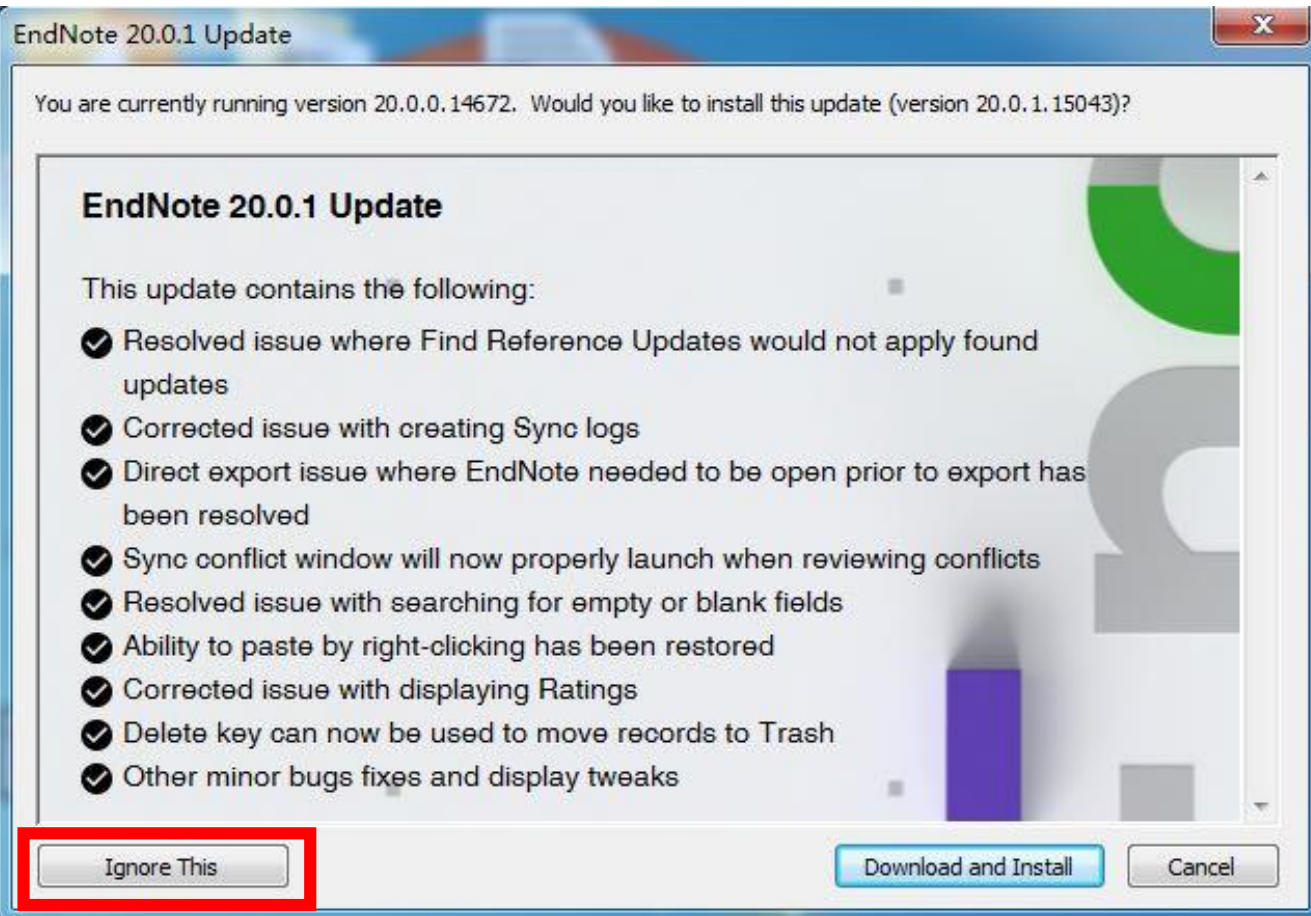 EndNote 20.0.1 Update
X
You are currently running version 20.0.0.14672. Would you like to install this update (version 20.0.1.15043)?
EndNote 20.0.1 Update
This update contains the following:
Resolved issue where Find Reference Updates would not apply found
updates
Corrected issue with creating Sync logs
Direct export issue where EndNote needed to be open prior to export has
been resolved
Sync conflict window will now properly launch when reviewing conflicts
Resolved issue with searching for empty or blank fields
Ability to paste by right-clicking has been restored
Corrected issue with displaying Ratings
Delete key can now be used to move records to Trash
Other minor bugs fixes and display tweaks
Ignore This
Download and Install
Cancel